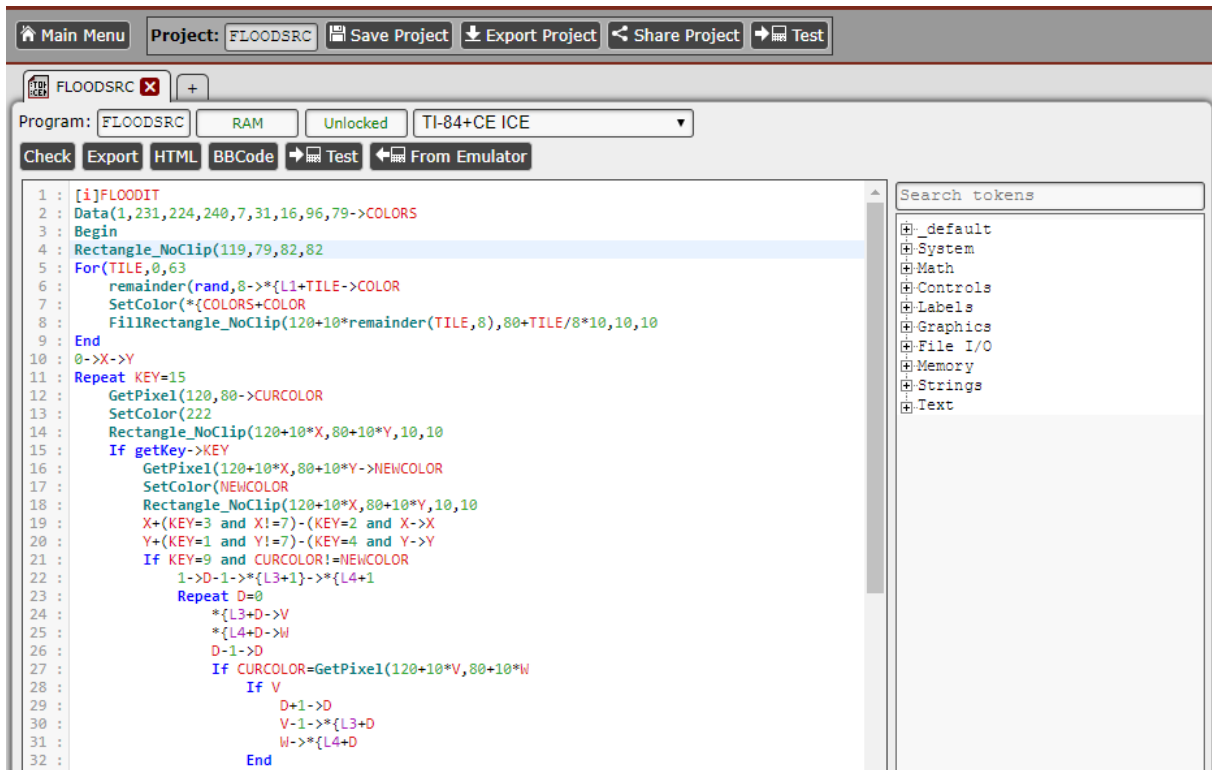 Main Menu Project: FLOODSRC Save Project Export Project Share Project Test
FLOODSRC +
Program: FLOODSRC RAM Unlocked TI-84+CE ICE
Check Export HTML BBCode Test From Emulator
1 : [i]FLOODIT
2 : Data(1,231,224,240,7,31,16,96,79->COLORS
3 : Begin
4 : Rectangle_NoClip(119,79,82,82
5 : For(TILE,0,63
6 : remainder(rand,8->*{L1+TILE->COLOR
7 : SetColor(*{COLORS+COLOR
8 : FillRectangle_NoClip(120+10*remainder(TILE,8),80+TILE/8*10,10,10
9 : End
10 : 0->X->Y
11 : Repeat KEY=15
12 : GetPixel(120,80->CURCOLOR
13 : SetColor(222
14 : Rectangle_NoClip(120+10*X,80+10*Y,10,10
15 : If getKey->KEY
16 : GetPixel(120+10*X,80+10*Y->NEWCOLOR
17 : SetColor(NEWCOLOR
18 : Rectangle_NoClip(120+10*X,80+10*Y,10,10
19 : X+(KEY=3 and X!=7)-(KEY=2 and X->X
20 : Y+(KEY=1 and Y!=7)-(KEY=4 and Y->Y
21 : If KEY=9 and CURCOLOR!=NEWCOLOR
22 : 1->D-1->*{L3+1}->*{L4+1
23 : Repeat D=0
24 : *{L3+D->V
25 : *{L4+D->W
26 : D-1->D
27 : If CURCOLOR=GetPixel(120+10*V,80+10*W
28 : If V
29 : D+1->D
30 : V-1->*{L3+D
31 : W->*{L4+D
32 : End
Search tokens
_default
System
Math
Controls
Labels
Graphics
File I/O
Memory
Strings
Text